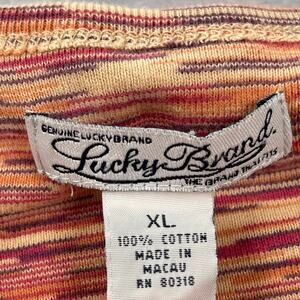 GENUINE LUCKYBRAND
Lucky Brand.
THE BRAND THAT FITS
XL
100% COTTON
MADE IN
MACAU
RN 80318